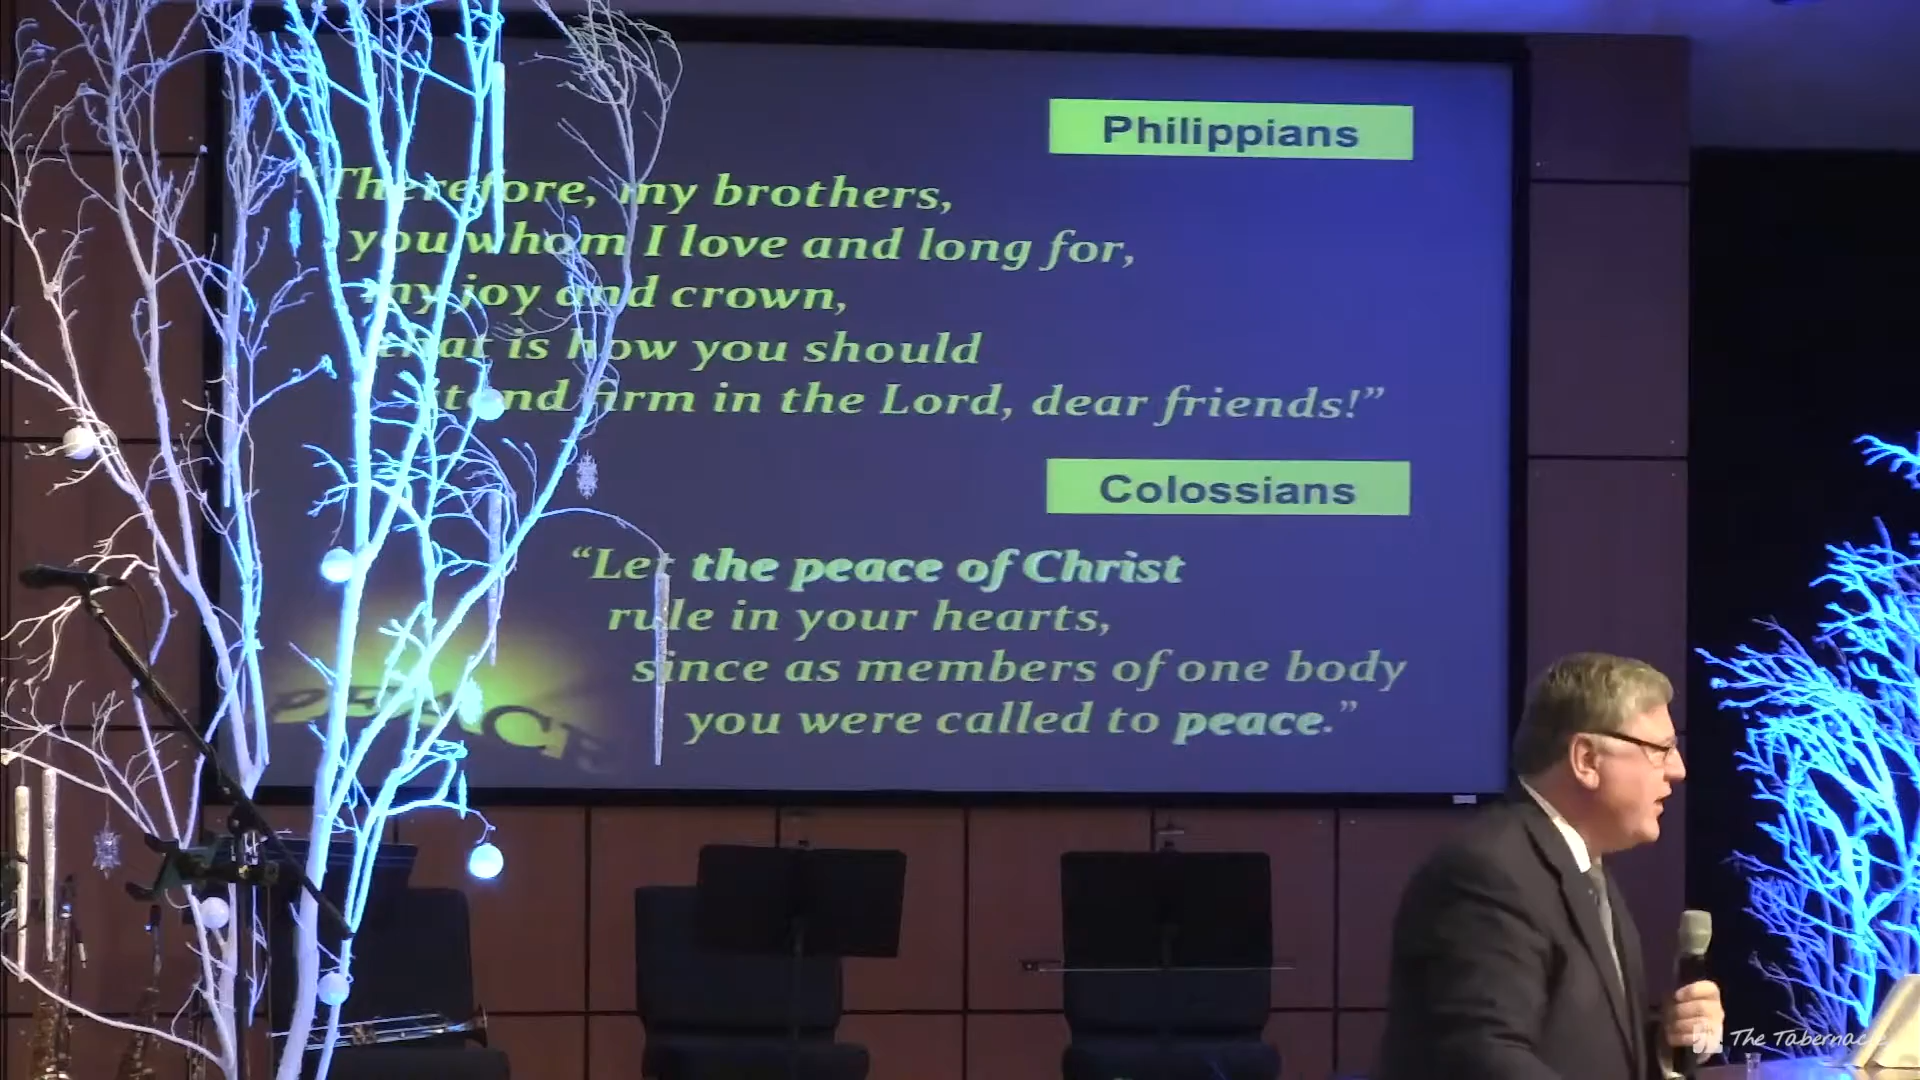 Philippians
“Therefore, my brothers,
you whom I love and long for,
my joy and crown,
that is how you should
stand firm in the Lord, dear friends!”
Colossians
“Let the peace of Christ
rule in your hearts,
since as members of one body
you were called to peace.”
PEACE
The Tabernacle